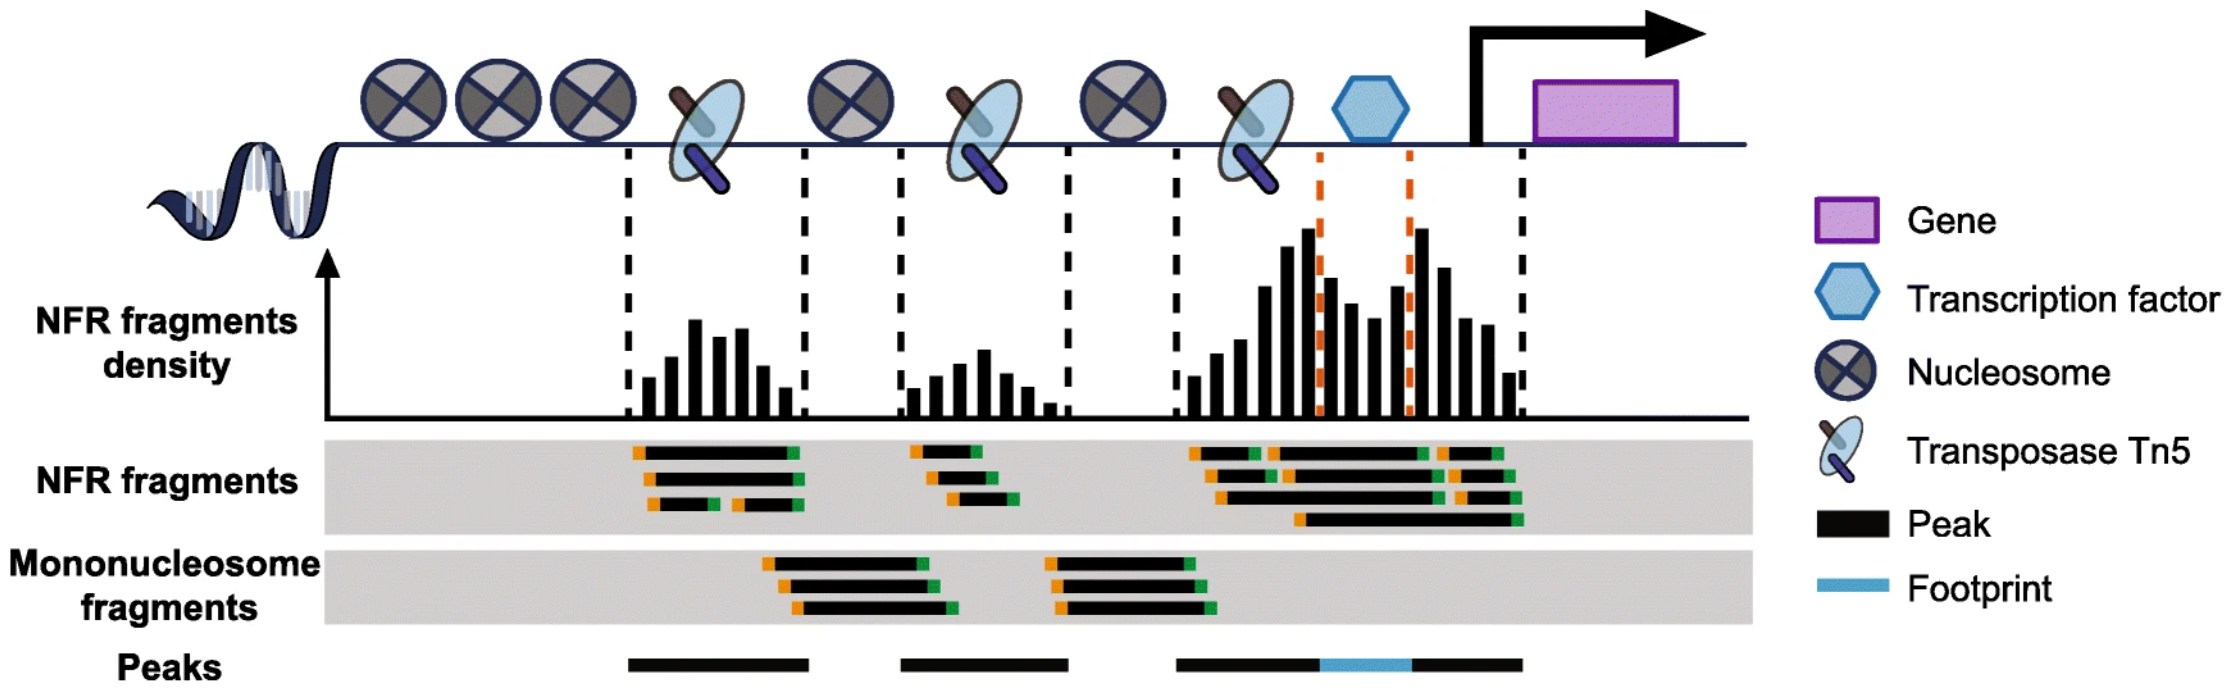 Gene
Transcription factor
NFR fragments
density
Nucleosome
Transposase Tn5
NFR fragments
Peak
Mononucleosome
fragments
Footprint
Peaks